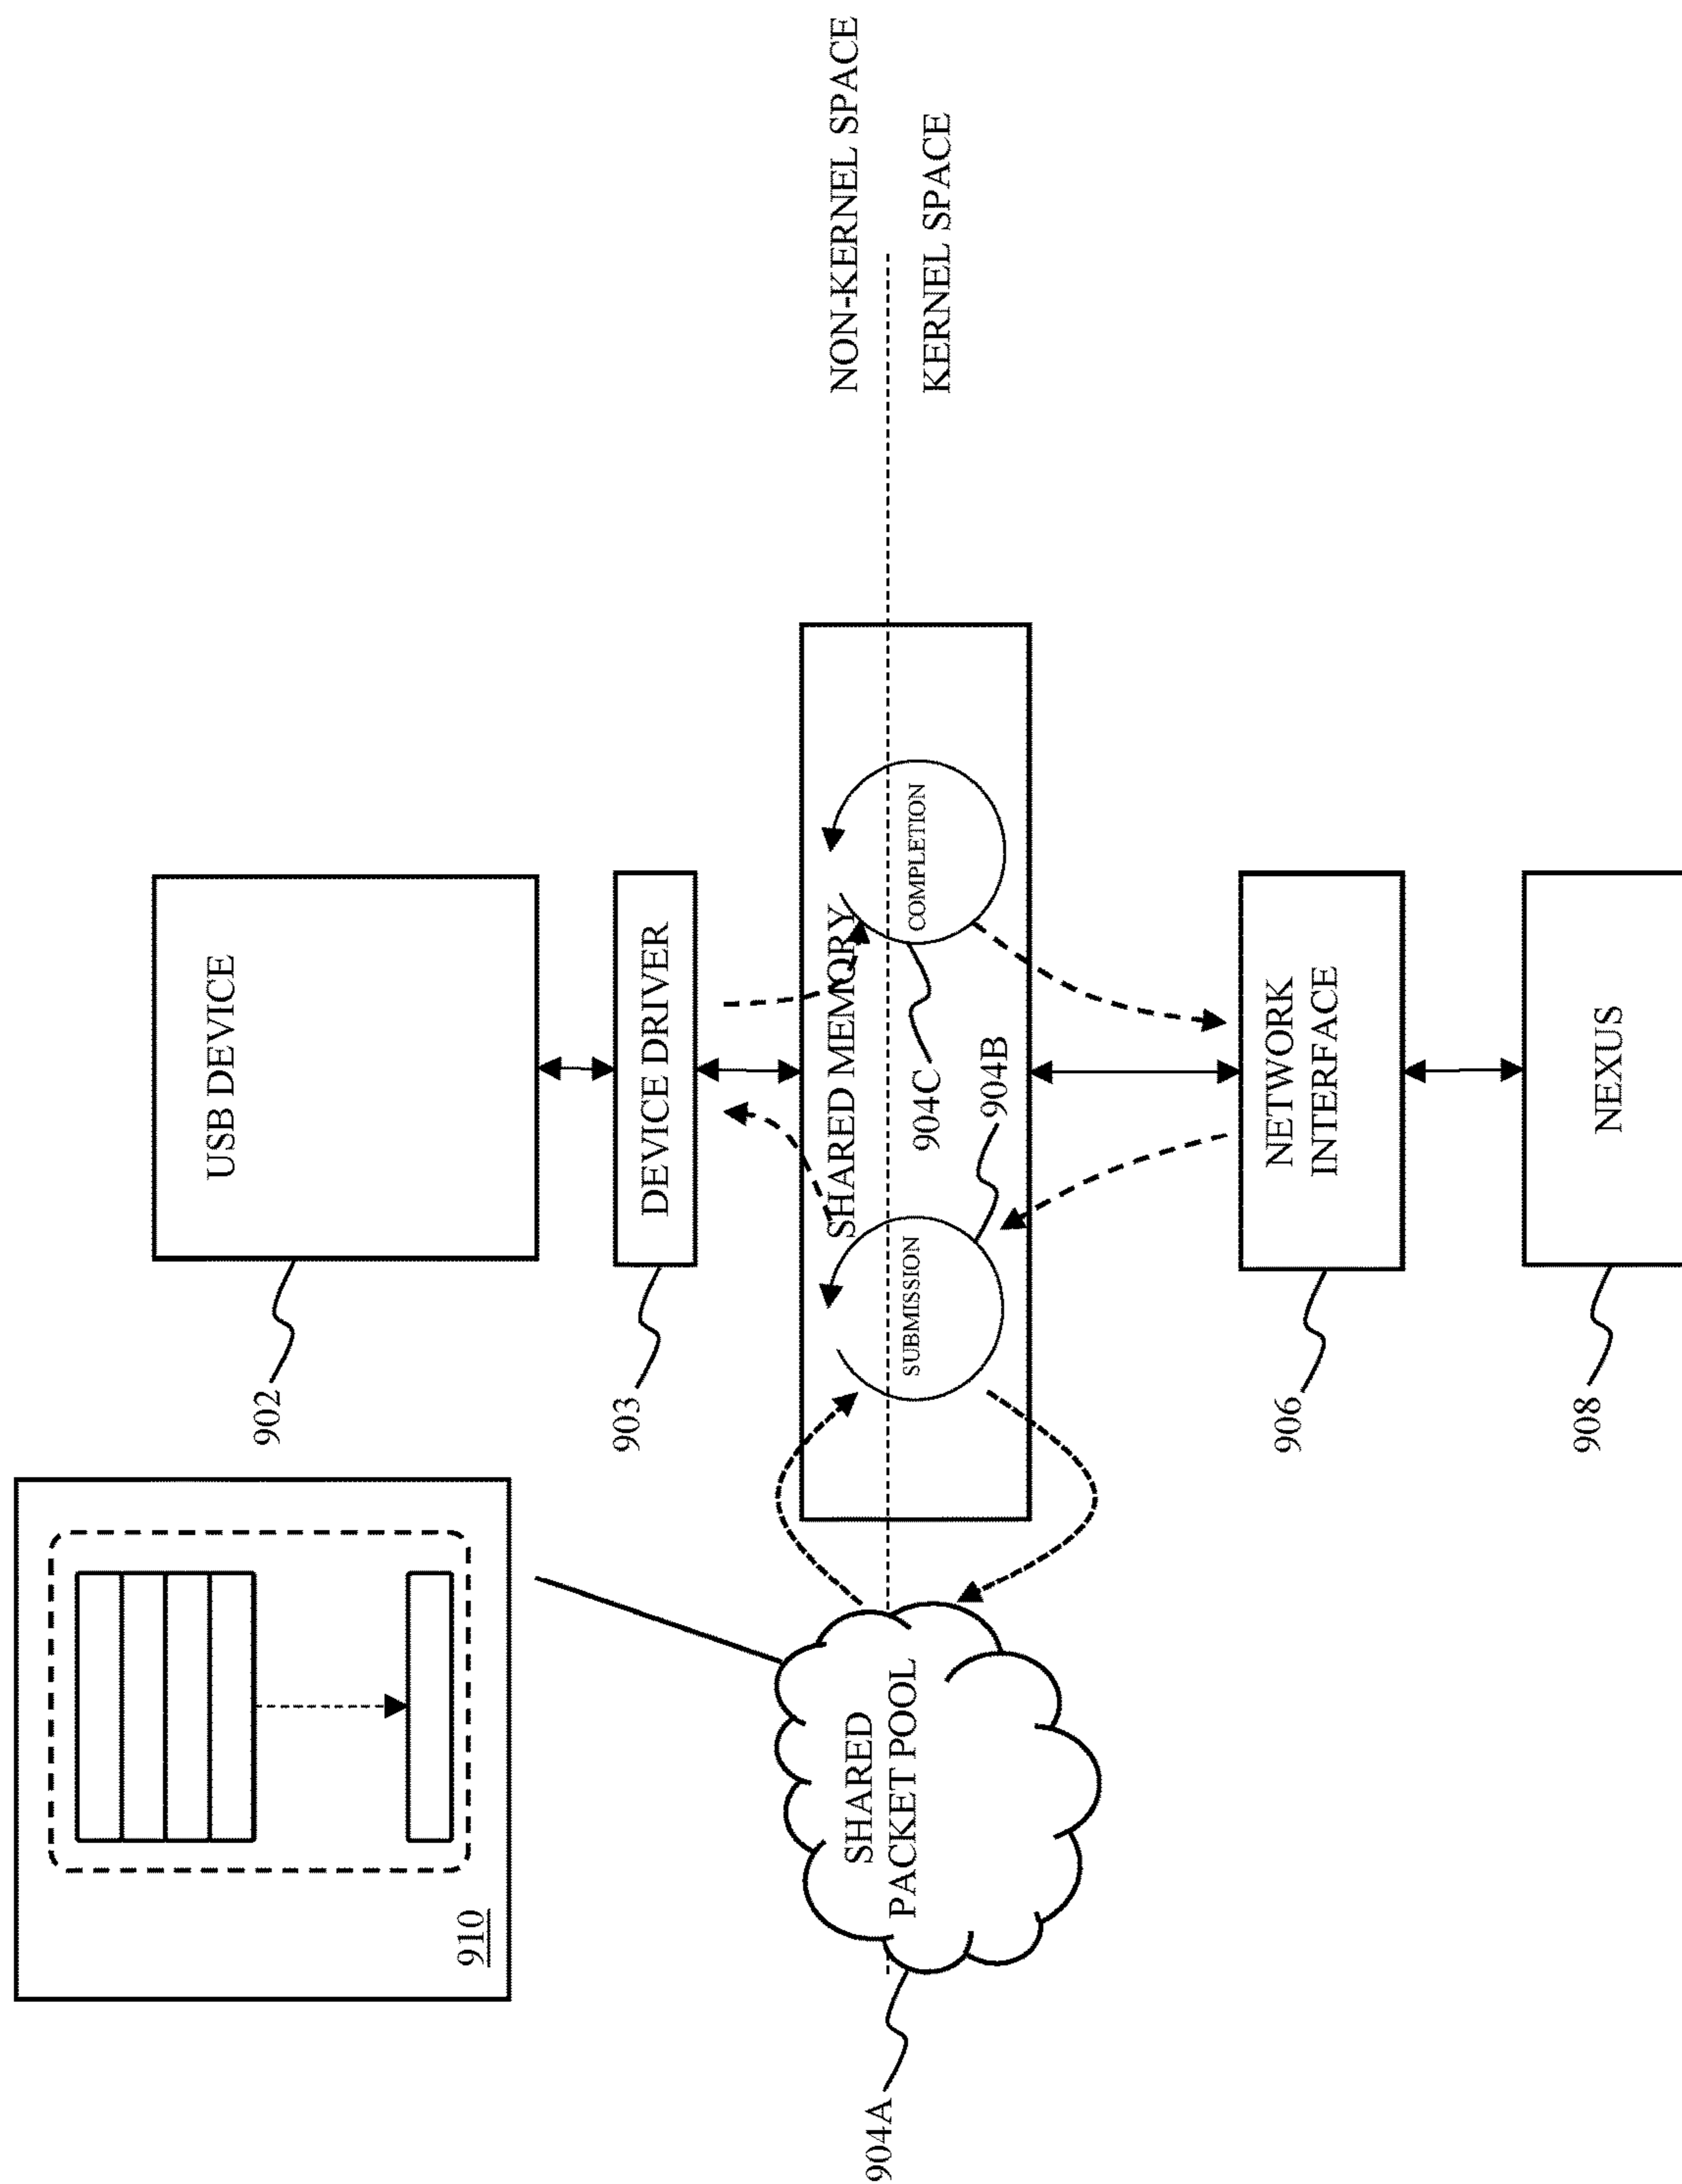 910
902
USB DEVICE
903
DEVICE DRIVER
SHARED MEMORY
NON-KERNEL SPACE
KERNEL SPACE
904A
SHARED
PACKET POOL
SUBMISSION
COMPLETION
904C
904B
906
NETWORK
INTERFACE
908
NEXUS